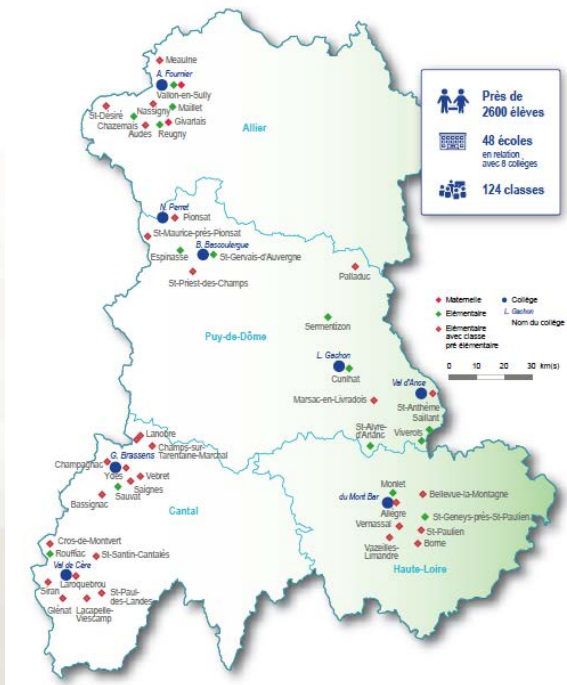 Meaulne
A. Fournier
Vallon-en-Sully
Nassigny
Maillet
St-Désiré
Chazemais
Givarlais
Audes
Reugny
Allier
Près de
2600 élèves
48 écoles
en relation
avec 8 collèges
124 classes
N. Perret
Pionsat
St-Maurice-près-Pionsat
B. Bascoulergue
Espinasse
St-Gervais-d'Auvergne
St-Priest-des-Champs
Palladuc
Sermentizon
Puy-de-Dôme
Maternelle
Elémentaire
Elémentaire
avec classe
pré élémentaire
Collège
L. Gachon
Nom du collège
0
10
20
30
km(s)
L. Gachon
Cunlhat
Val d'Ance
Marsac-en-Livradois
St-Anthème
Saillant
St-Alyre-
d'Arlanc
Viverols
Lanobre
Champs-sur-
Tarentaine-Marchal
G. Brassens
Champagnac
Ydes
Vebret
Saignes
Sauvat
Bassignac
Cantal
Monlet
Bellevue-la-Montagne
du Mont Bar
Allègre
St-Geneys-près-St-Paulien
Vernassal
St-Paulien
Vazeilles-
Limandre
Borne
Haute-Loire
Cros-de-Montvert
Rouffiac
St-Santin-Cantalès
Val de Cère
Laroquebrou
Siran
St-Paul-
des-Landes
Glénat
Lacapelle-
Viescamp